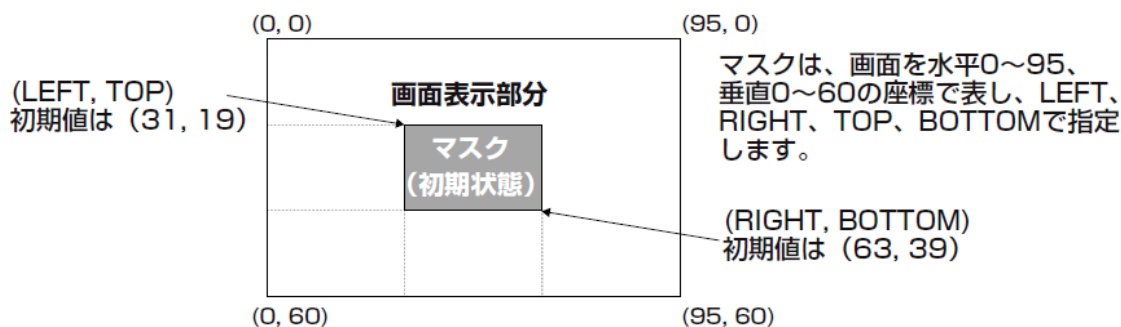 (0, 0)
(95, 0)
(LEFT, TOP)
初期値は（31, 19）
画面表示部分
マスク
（初期状態）
マスクは、画面を水平0～95、
垂直0～60の座標で表し、LEFT、
RIGHT、TOP、BOTTOMで指定
します。
(RIGHT, BOTTOM)
初期値は（63, 39）
(0, 60)
(95, 60)